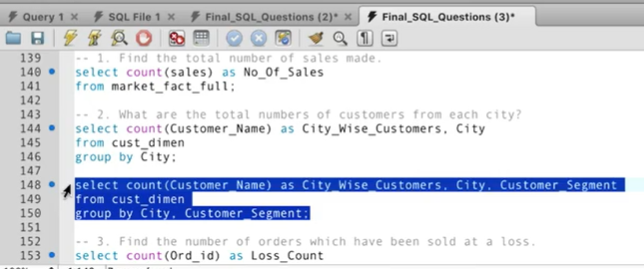 Query 1 SQL File 1 Final_SQL_Questions (2)* Final_SQL_Questions (3)*
139 -- 1. Find the total number of sales made.
140 select count(sales) as No_Of_Sales
141 from market_fact_full;
142
143 -- 2. What are the total numbers of customers from each city?
144 select count(Customer_Name) as City_Wise_Customers, City
145 from cust_dimen
146 group by City;
147
148 select count(Customer_Name) as City_Wise_Customers, City, Customer_Segment
149 from cust_dimen
150 group by City, Customer_Segment;
151
152 -- 3. Find the number of orders which have been sold at a loss.
153 select count(Ord_id) as Loss_Count